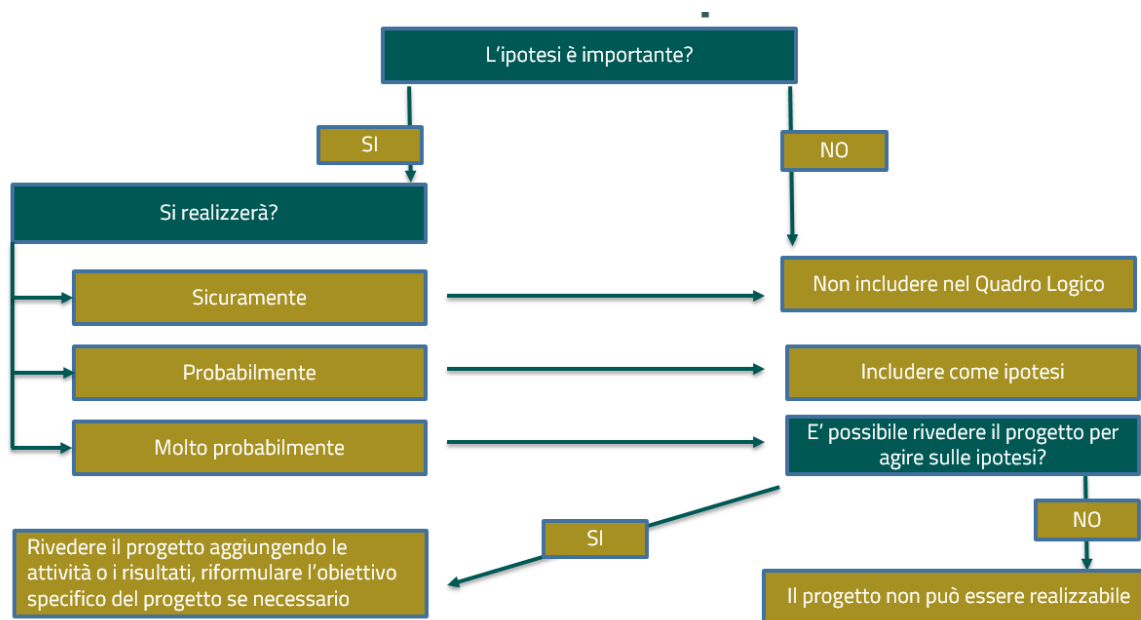 L'ipotesi è importante?
SI
NO
Si realizzerà?
Sicuramente
Non includere nel Quadro Logico
Probabilmente
Includere come ipotesi
Molto probabilmente
E' possibile rivedere il progetto per
agire sulle ipotesi?
SI
NO
Rivedere il progetto aggiungendo le
attività o i risultati, riformulare l'obiettivo
specifico del progetto se necessario
Il progetto non può essere realizzabile